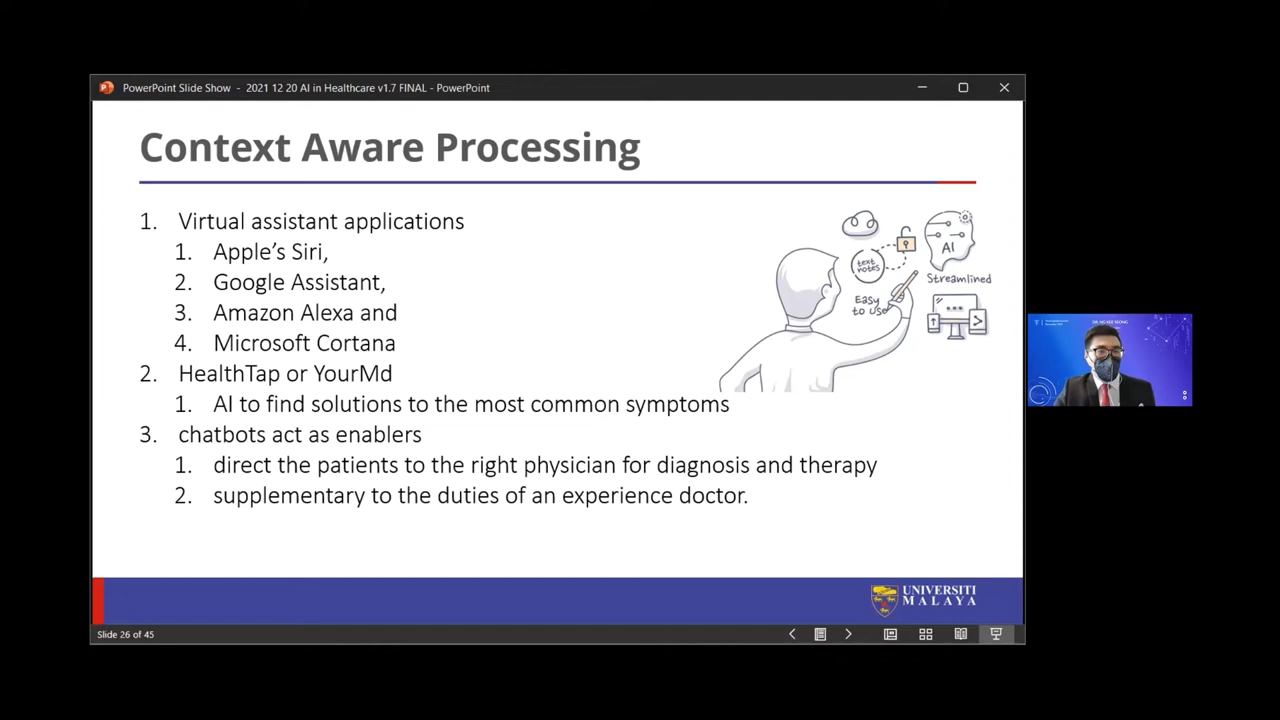 PowerPoint Slide Show - 2021 12 20 AI in Healthcare v1.7 FINAL - PowerPoint
Context Aware Processing
1. Virtual assistant applications
1. Apple’s Siri,
2. Google Assistant,
3. Amazon Alexa and
4. Microsoft Cortana
2. HealthTap or YourMd
1. AI to find solutions to the most common symptoms
3. chatbots act as enablers
1. direct the patients to the right physician for diagnosis and therapy
2. supplementary to the duties of an experience doctor.
AI
text
notes
Streamlined
Easy
to use
UNIVERSITI
MALAYA
Slide 26 of 45